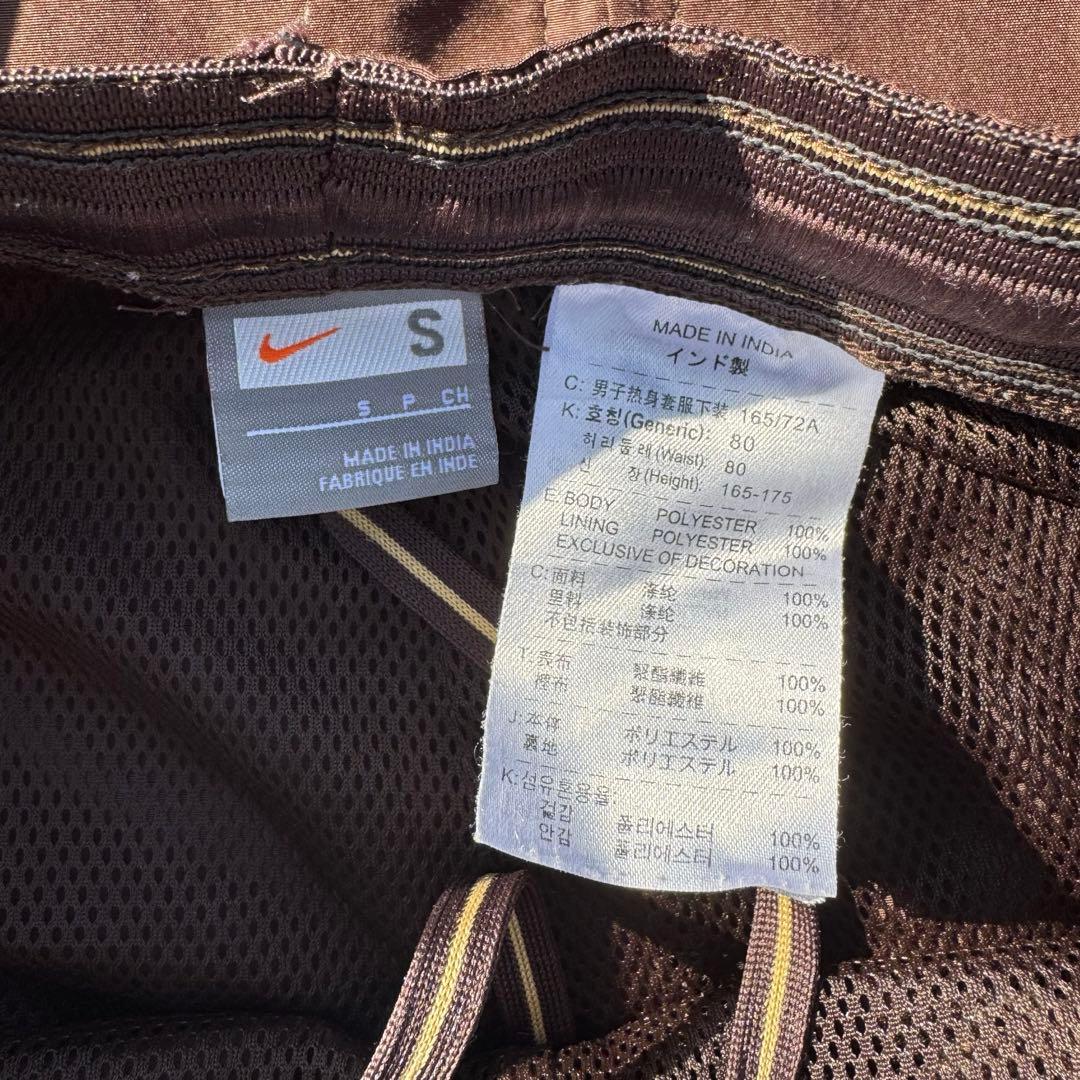 S
S P CH
MADE IN INDIA
FABRIQUE EN INDE
MADE IN INDIA
インド製
C: 男子热身套服下装 165/72A
K: 호칭(Generic): 80
허리둘레(Waist): 80
신 장(Height): 165-175
E: BODY POLYESTER 100%
LINING POLYESTER 100%
EXCLUSIVE OF DECORATION
C: 面料 涤纶 100%
里料 涤纶 100%
不包括装饰部分
T: 表布 聚酯纖維 100%
裡布 聚酯纖維 100%
J: 本体 ポリエステル 100%
裏地 ポリエステル 100%
K: 섬유혼용율:
겉감 폴리에스터 100%
안감 폴리에스터 100%